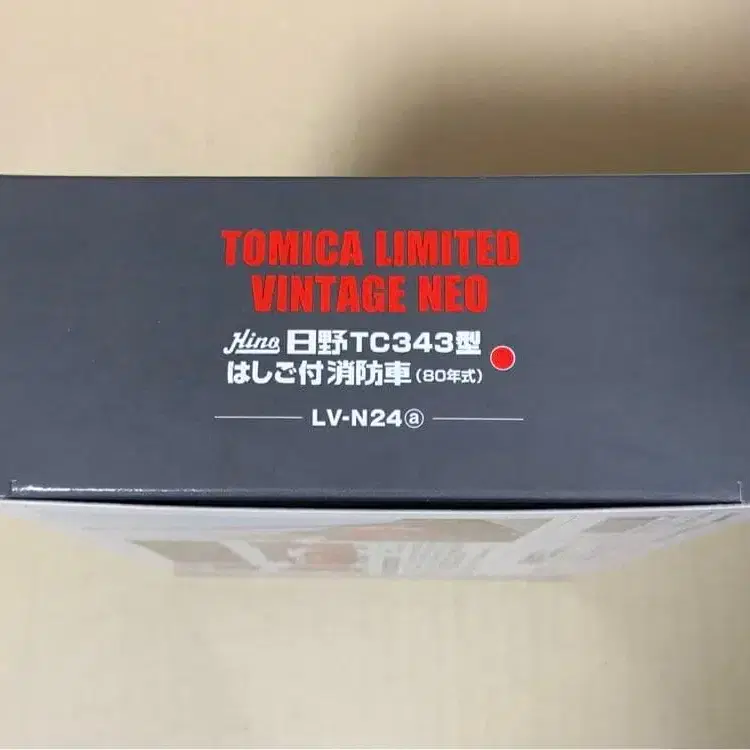 TOMICA LIMITED
VINTAGE NEO
Hino 日野TC343型
はしご付消防車(80年式)
LV-N24ⓐ